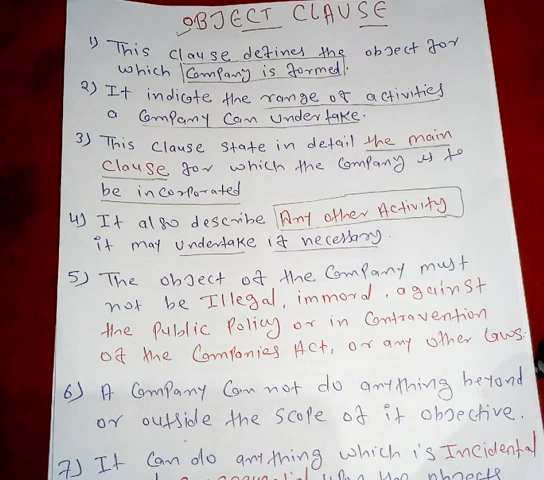 OBJECT CLAUSE
1) This Clause defines the object for
which Company is formed.
2) It indicate the range of activities
a Company Can undertake.
3) This Clause State in detail the main
Clause for which the Company is to
be incorporated
4) It also describe Any other Activity
it may undertake if necessary.
5) The object of the Company must
not be Illegal, immoral, against
the Public Policy or in Contravention
of the Companies Act, or any other laws.
6) A Company Can not do anything beyond
or outside the scope of it objective.
7) It Can do anything which is Incidental
upon the objects